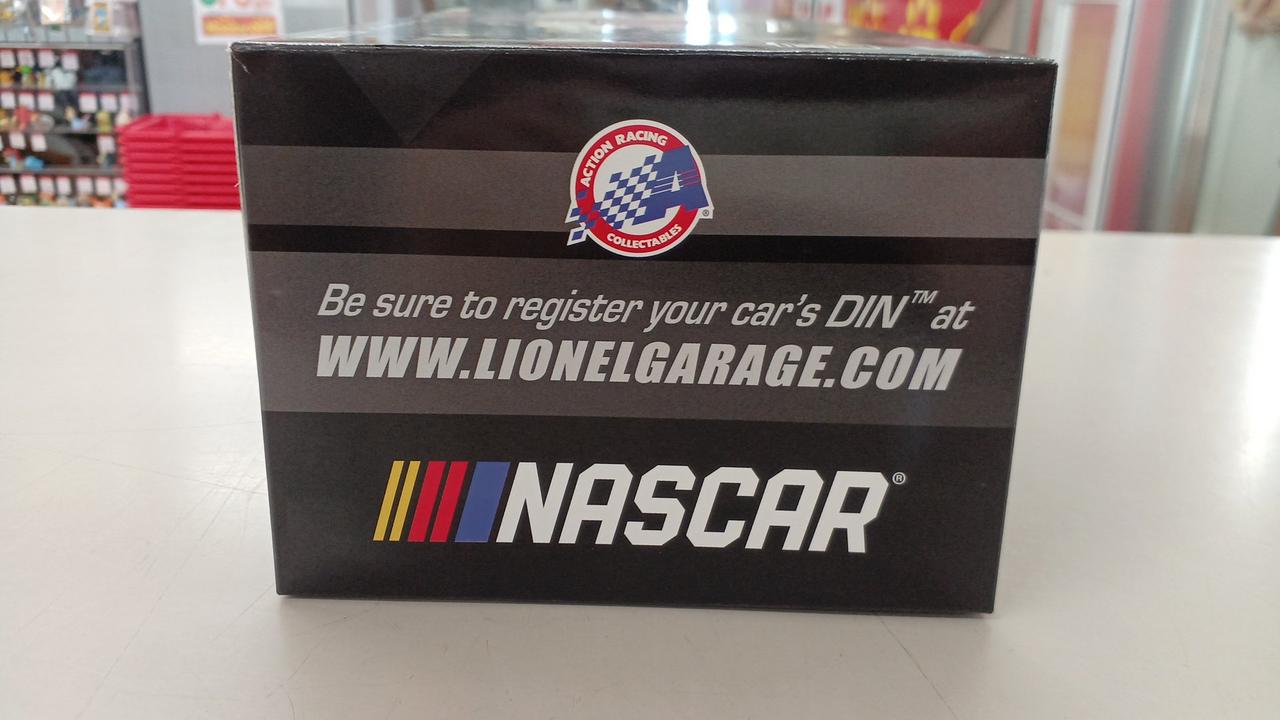 ACTION RACING
COLLECTABLES
®
Be sure to register your car's DIN™ at
WWW.LIONELGARAGE.COM
NASCAR®